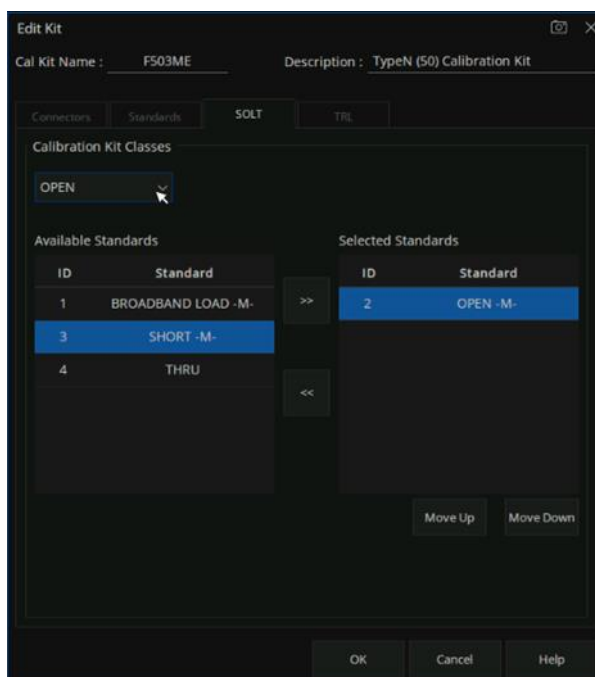 Edit Kit
Cal Kit Name : F503ME Description : TypeN (50) Calibration Kit
Connectors Standards SOLT TRL
Calibration Kit Classes
OPEN
Available Standards Selected Standards
ID Standard ID Standard
1 BROADBAND LOAD -M- >> 2 OPEN -M-
3 SHORT -M-
4 THRU
<<
Move Up Move Down
OK Cancel Help